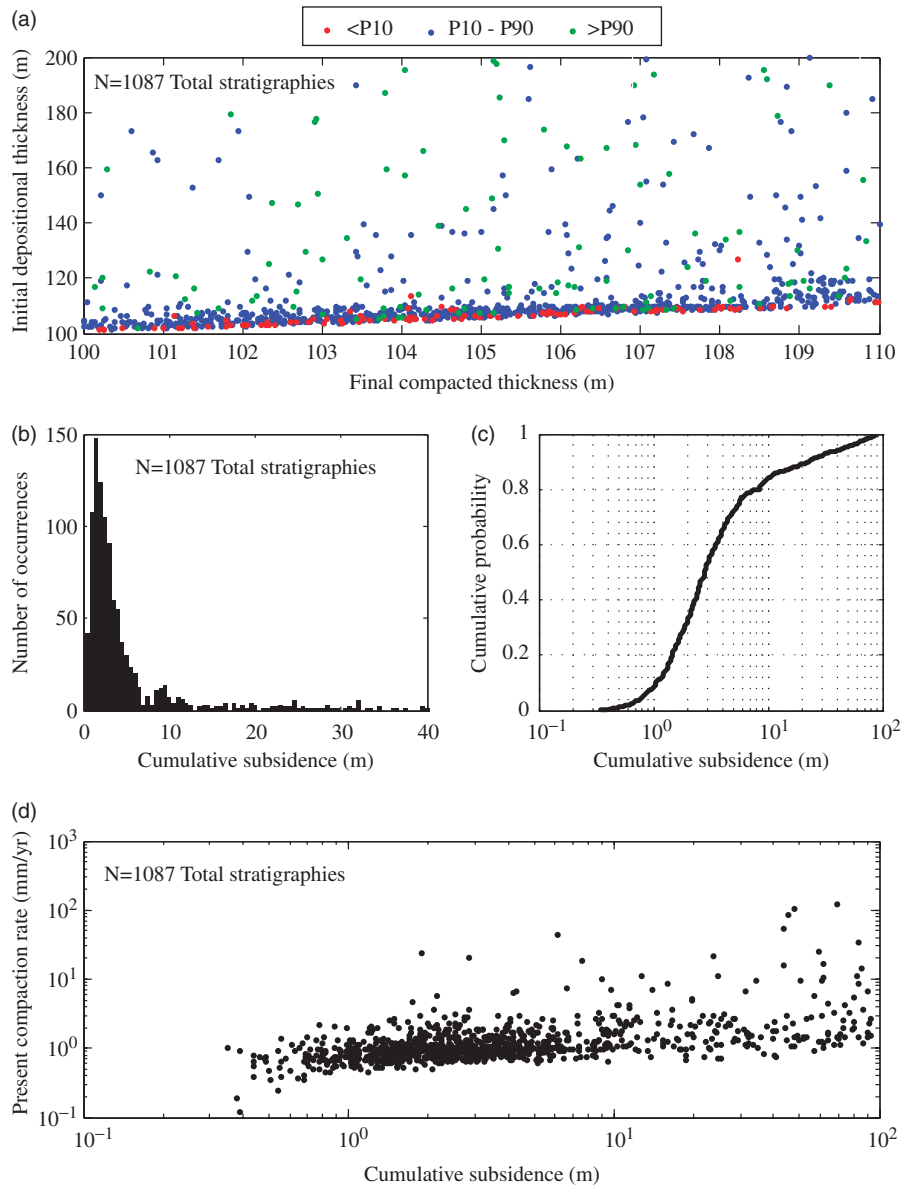 (a)
<P10 P10 - P90 >P90
N=1087 Total stratigraphies
Initial depositional thickness (m)
200
180
160
140
120
100
100 101 102 103 104 105 106 107 108 109 110
Final compacted thickness (m)
(b)
N=1087 Total stratigraphies
Number of occurrences
150
100
50
0
0 10 20 30 40
Cumulative subsidence (m)
(c)
Cumulative probability
1
0.8
0.6
0.4
0.2
0
10⁻¹ 10⁰ 10¹ 10²
Cumulative subsidence (m)
(d)
N=1087 Total stratigraphies
Present compaction rate (mm/yr)
10³
10²
10¹
10⁰
10⁻¹
10⁻¹ 10⁰ 10¹ 10²
Cumulative subsidence (m)